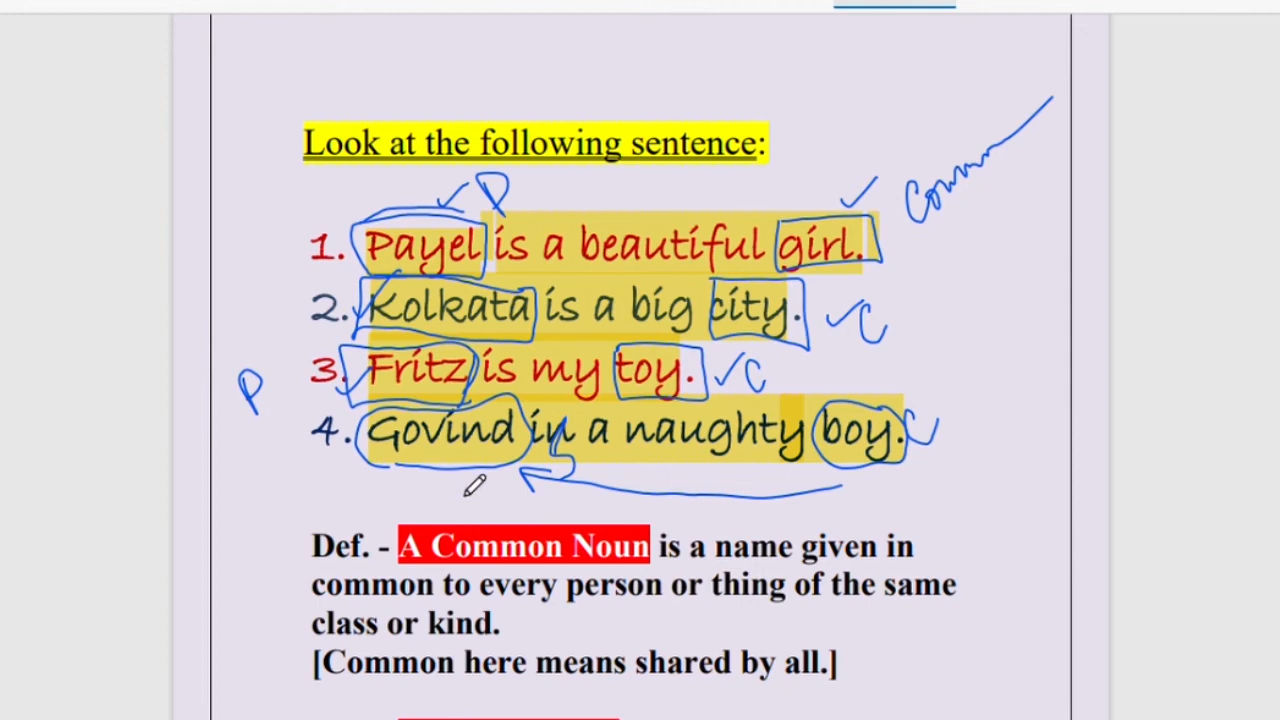 Look at the following sentence:
P Common
1. Payel is a beautiful girl.
2. Kolkata is a big city. C
3. Fritz is my toy. C
P
4. Govind in a naughty boy. C
s
Def. - A Common Noun is a name given in
common to every person or thing of the same
class or kind.
[Common here means shared by all.]